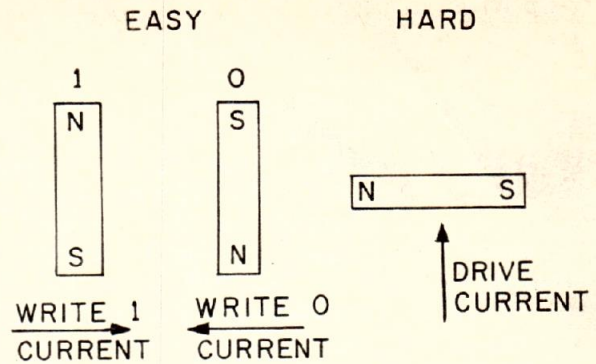 EASY HARD
1 0
N S
N S
S N
WRITE 1 WRITE 0 DRIVE
CURRENT CURRENT CURRENT